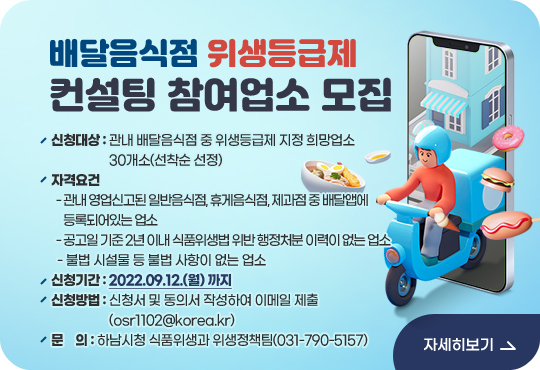 배달음식점 위생등급제
컨설팅 참여업소 모집
신청대상 : 관내 배달음식점 중 위생등급제 지정 희망업소
30개소(선착순 선정)
자격요건
- 관내 영업신고된 일반음식점, 휴게음식점, 제과점 중 배달앱에
등록되어있는 업소
- 공고일 기준 2년 이내 식품위생법 위반 행정처분 이력이 없는 업소
- 불법 시설물 등 불법 사항이 없는 업소
신청기간 : 2022.09.12.(월) 까지
신청방법 : 신청서 및 동의서 작성하여 이메일 제출
(osr1102@korea.kr)
문 의 : 하남시청 식품위생과 위생정책팀(031-790-5157)
자세히보기